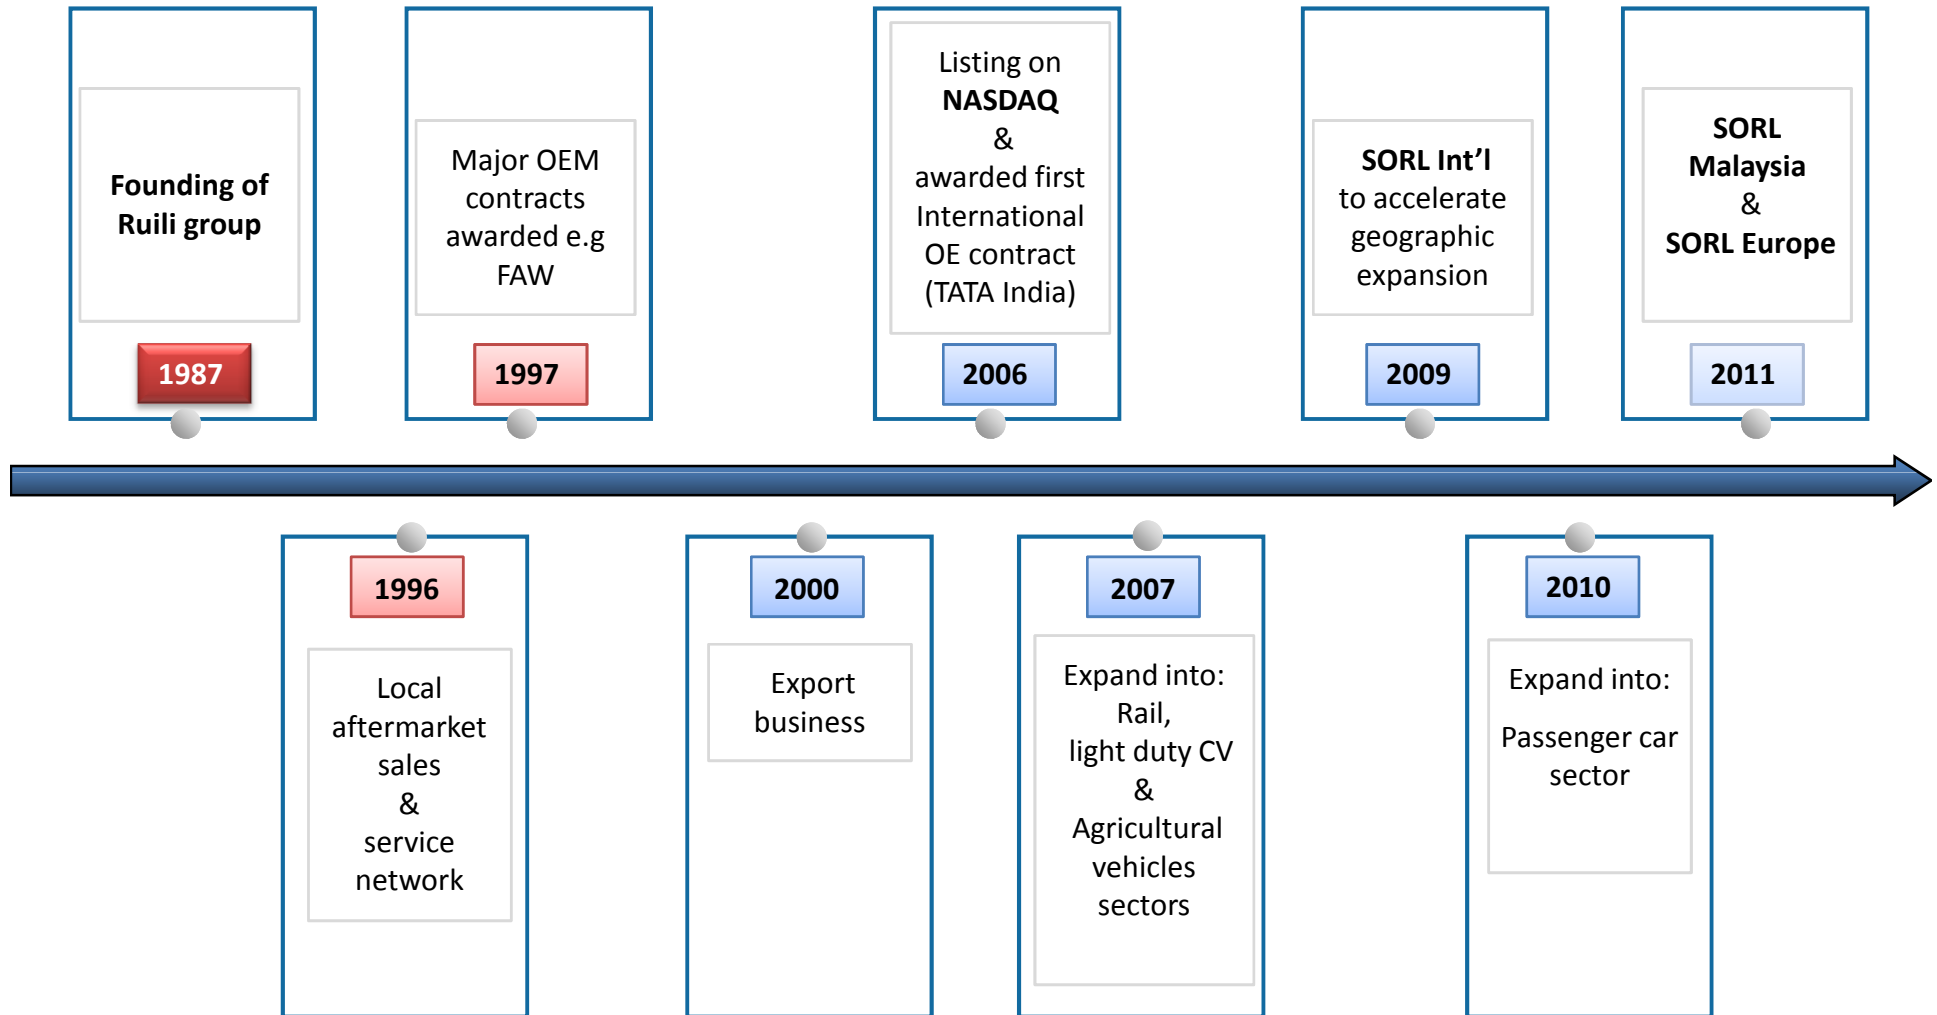 Founding of
Ruili group
1987
Major OEM
contracts
awarded e.g
FAW
1997
Listing on
NASDAQ
&
awarded first
International
OE contract
(TATA India)
2006
SORL Int’l
to accelerate
geographic
expansion
2009
SORL
Malaysia
&
SORL Europe
2011
1996
Local
aftermarket
sales
&
service
network
2000
Export
business
2007
Expand into:
Rail,
light duty CV
&
Agricultural
vehicles
sectors
2010
Expand into:
Passenger car
sector